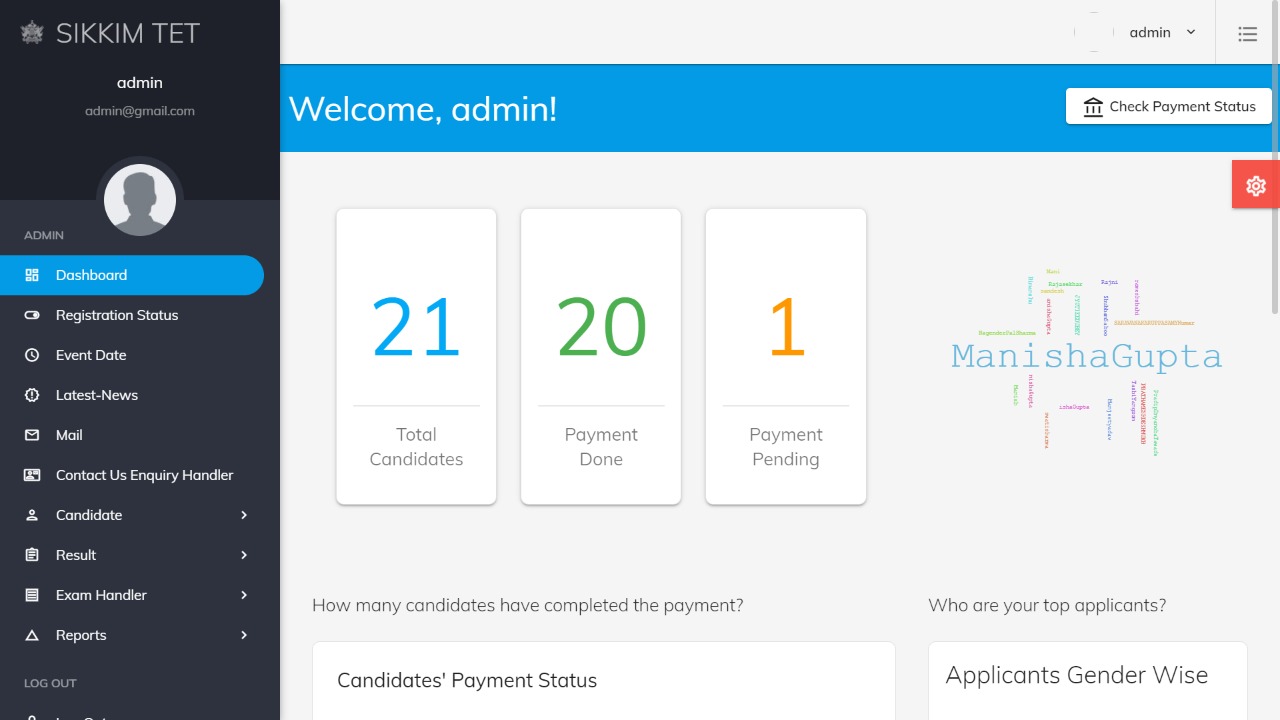 SIKKIM TET
admin
admin@gmail.com
ADMIN
Dashboard
Registration Status
Event Date
Latest-News
Mail
Contact Us Enquiry Handler
Candidate
Result
Exam Handler
Reports
LOG OUT
admin
Welcome, admin!
Check Payment Status
21
Total
Candidates
20
Payment
Done
1
Payment
Pending
Rajni
ManishaGupta
How many candidates have completed the payment?
Candidates' Payment Status
Who are your top applicants?
Applicants Gender Wise